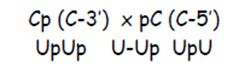 Cp (C-3') x pC (C-5')
UpUp U-Up UpU